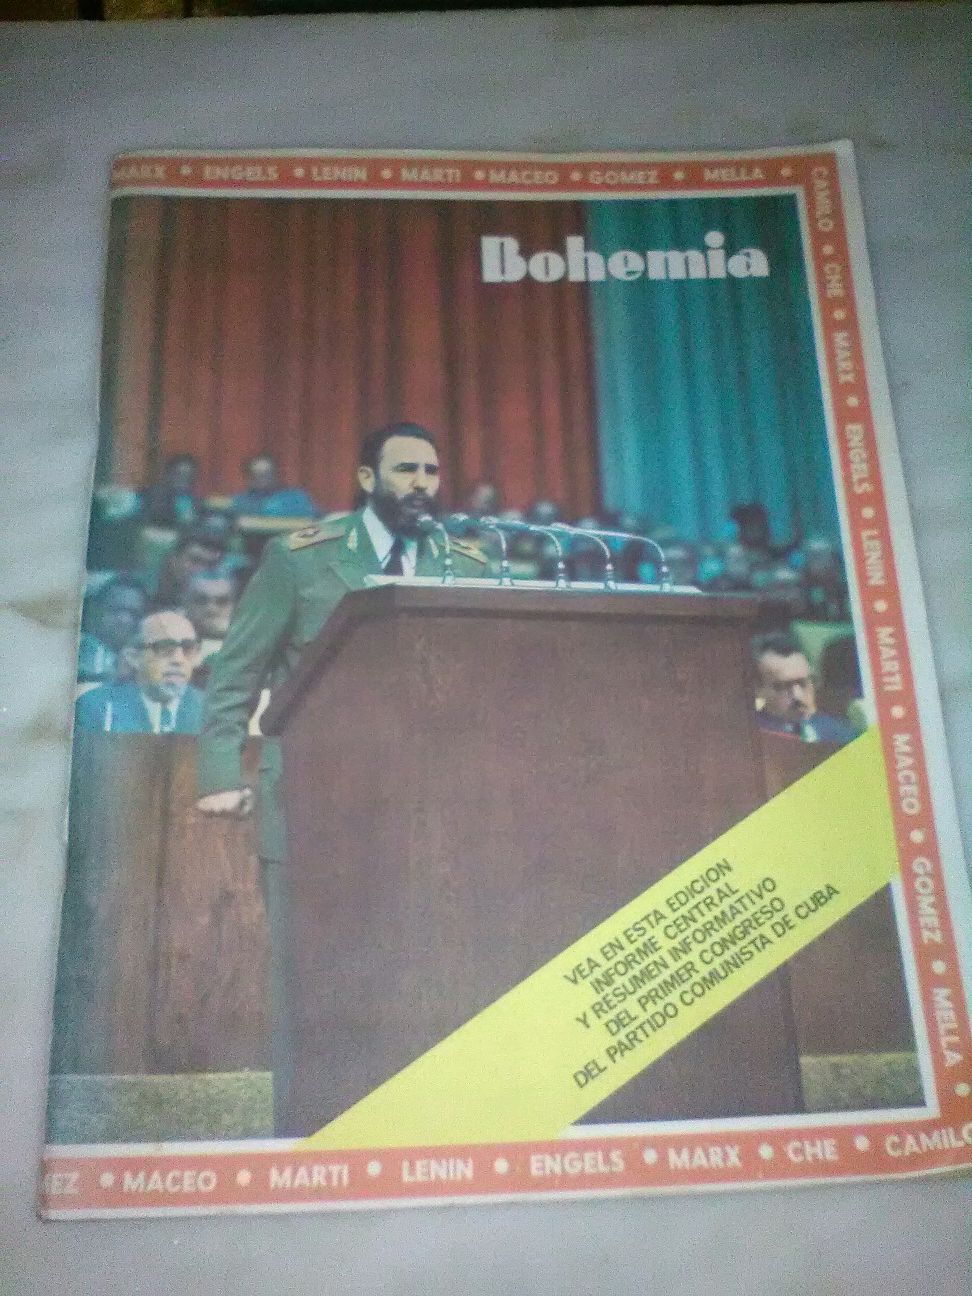 MARX • ENGELS • LENIN • MARTI • MACEO • GOMEZ • MELLA •
CAMILO • CHE • MARX • ENGELS • LENIN • MARTI • MACEO • GOMEZ • MELLA •
Bohemia
VEA EN ESTA EDICION
INFORME CENTRAL
Y RESUMEN INFORMATIVO
DEL PRIMER CONGRESO
DEL PARTIDO COMUNISTA DE CUBA
EZ • MACEO • MARTI • LENIN • ENGELS • MARX • CHE • CAMILO